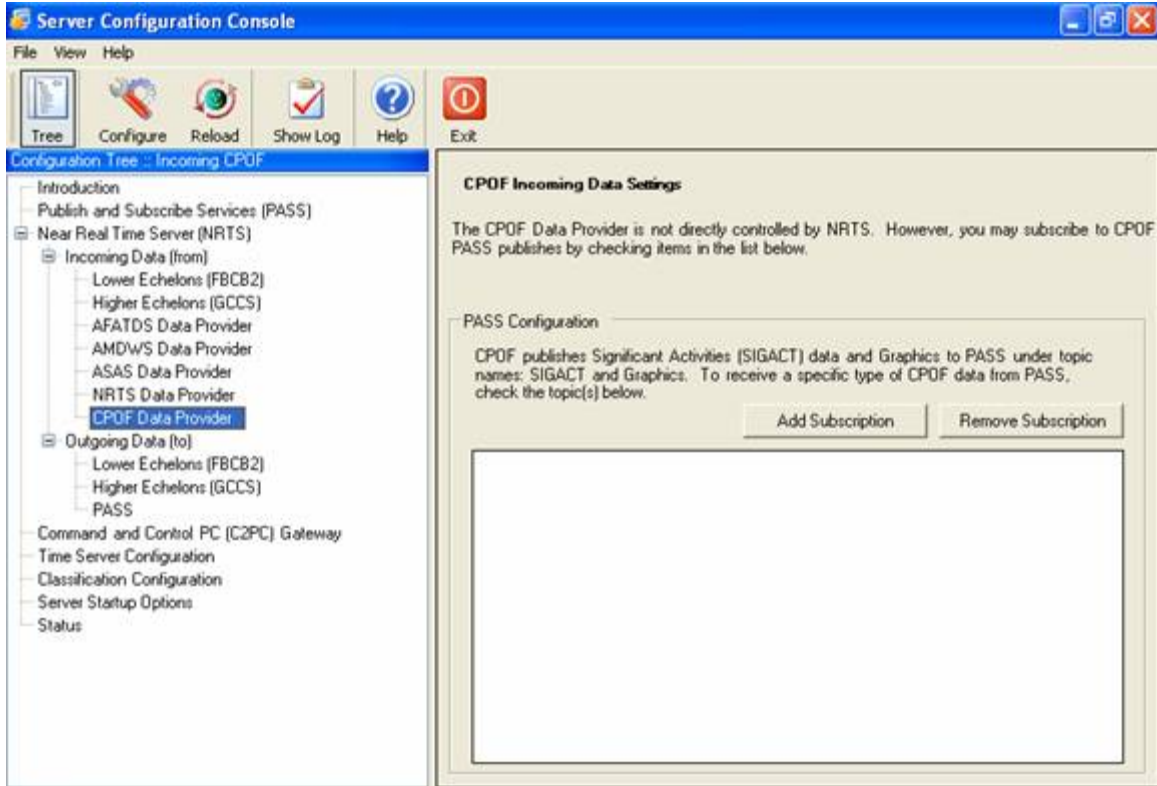 Server Configuration Console
File View Help
Tree Configure Reload Show Log Help Exit
Configuration Tree :: Incoming CPOF
Introduction
Publish and Subscribe Services (PASS)
Near Real Time Server (NRTS)
Incoming Data (from)
Lower Echelons (FBCB2)
Higher Echelons (GCCS)
AFATDS Data Provider
AMDWS Data Provider
ASAS Data Provider
NRTS Data Provider
CPOF Data Provider
Outgoing Data (to)
Lower Echelons (FBCB2)
Higher Echelons (GCCS)
PASS
Command and Control PC (C2PC) Gateway
Time Server Configuration
Classification Configuration
Server Startup Options
Status
CPOF Incoming Data Settings
The CPOF Data Provider is not directly controlled by NRTS. However, you may subscribe to CPOF
PASS publishes by checking items in the list below.
PASS Configuration
CPOF publishes Significant Activities (SIGACT) data and Graphics to PASS under topic
names: SIGACT and Graphics. To receive a specific type of CPOF data from PASS,
check the topic(s) below.
Add Subscription Remove Subscription